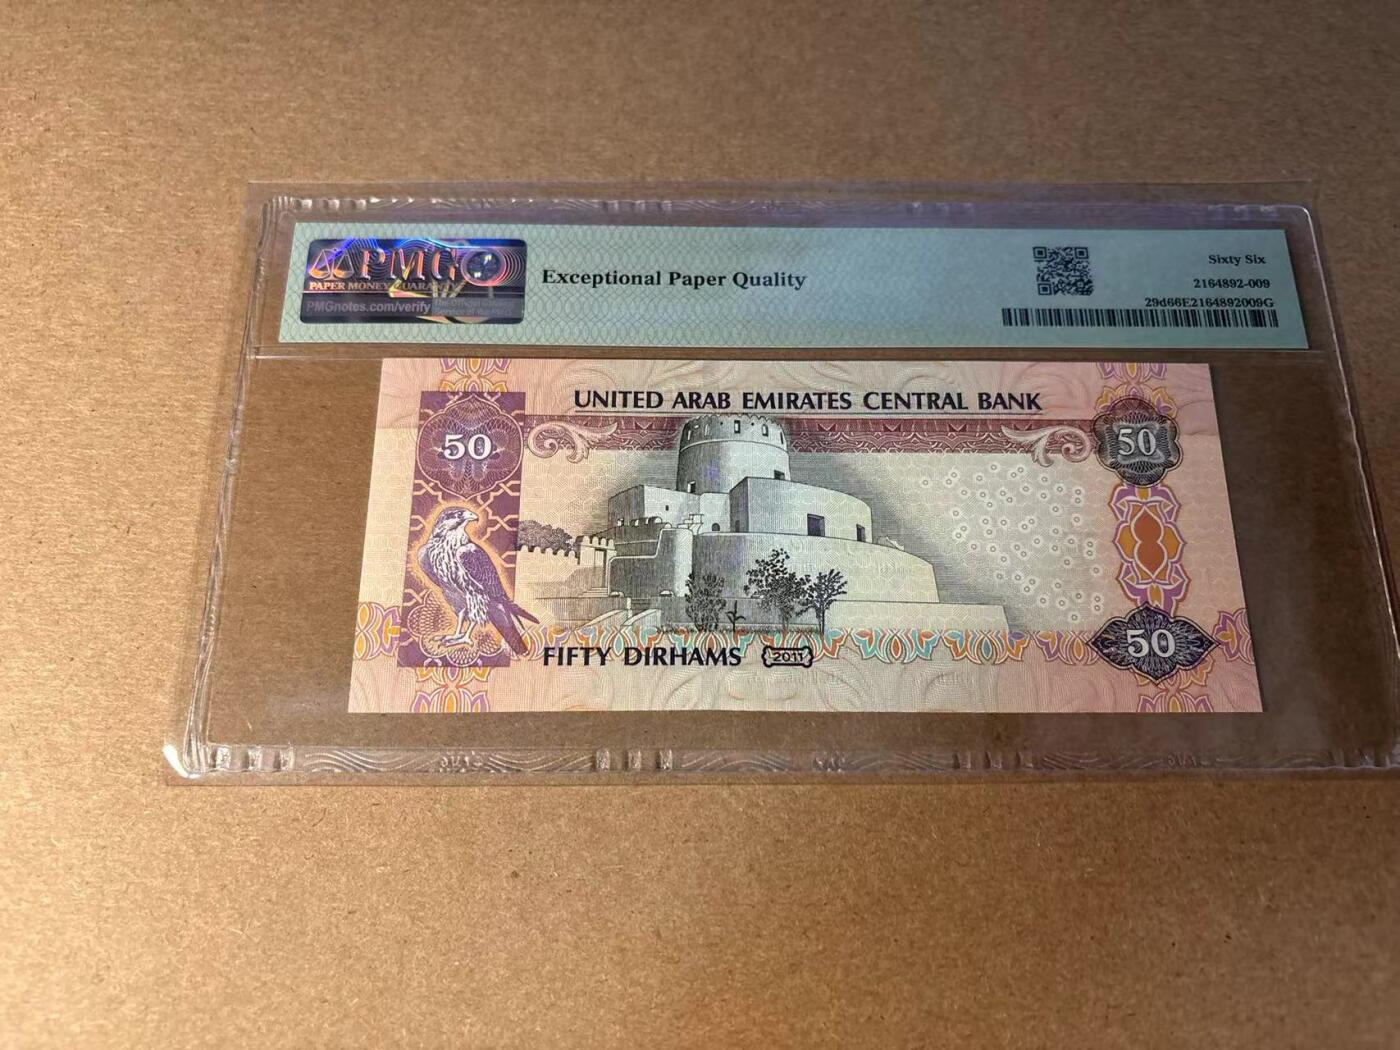 PMG
PAPER MONEY GUARANTY
PMGnotes.com/verify
Exceptional Paper Quality
Sixty Six
2164892-009
29d66E2164892009G
UNITED ARAB EMIRATES CENTRAL BANK
50
50
50
FIFTY DIRHAMS 2011